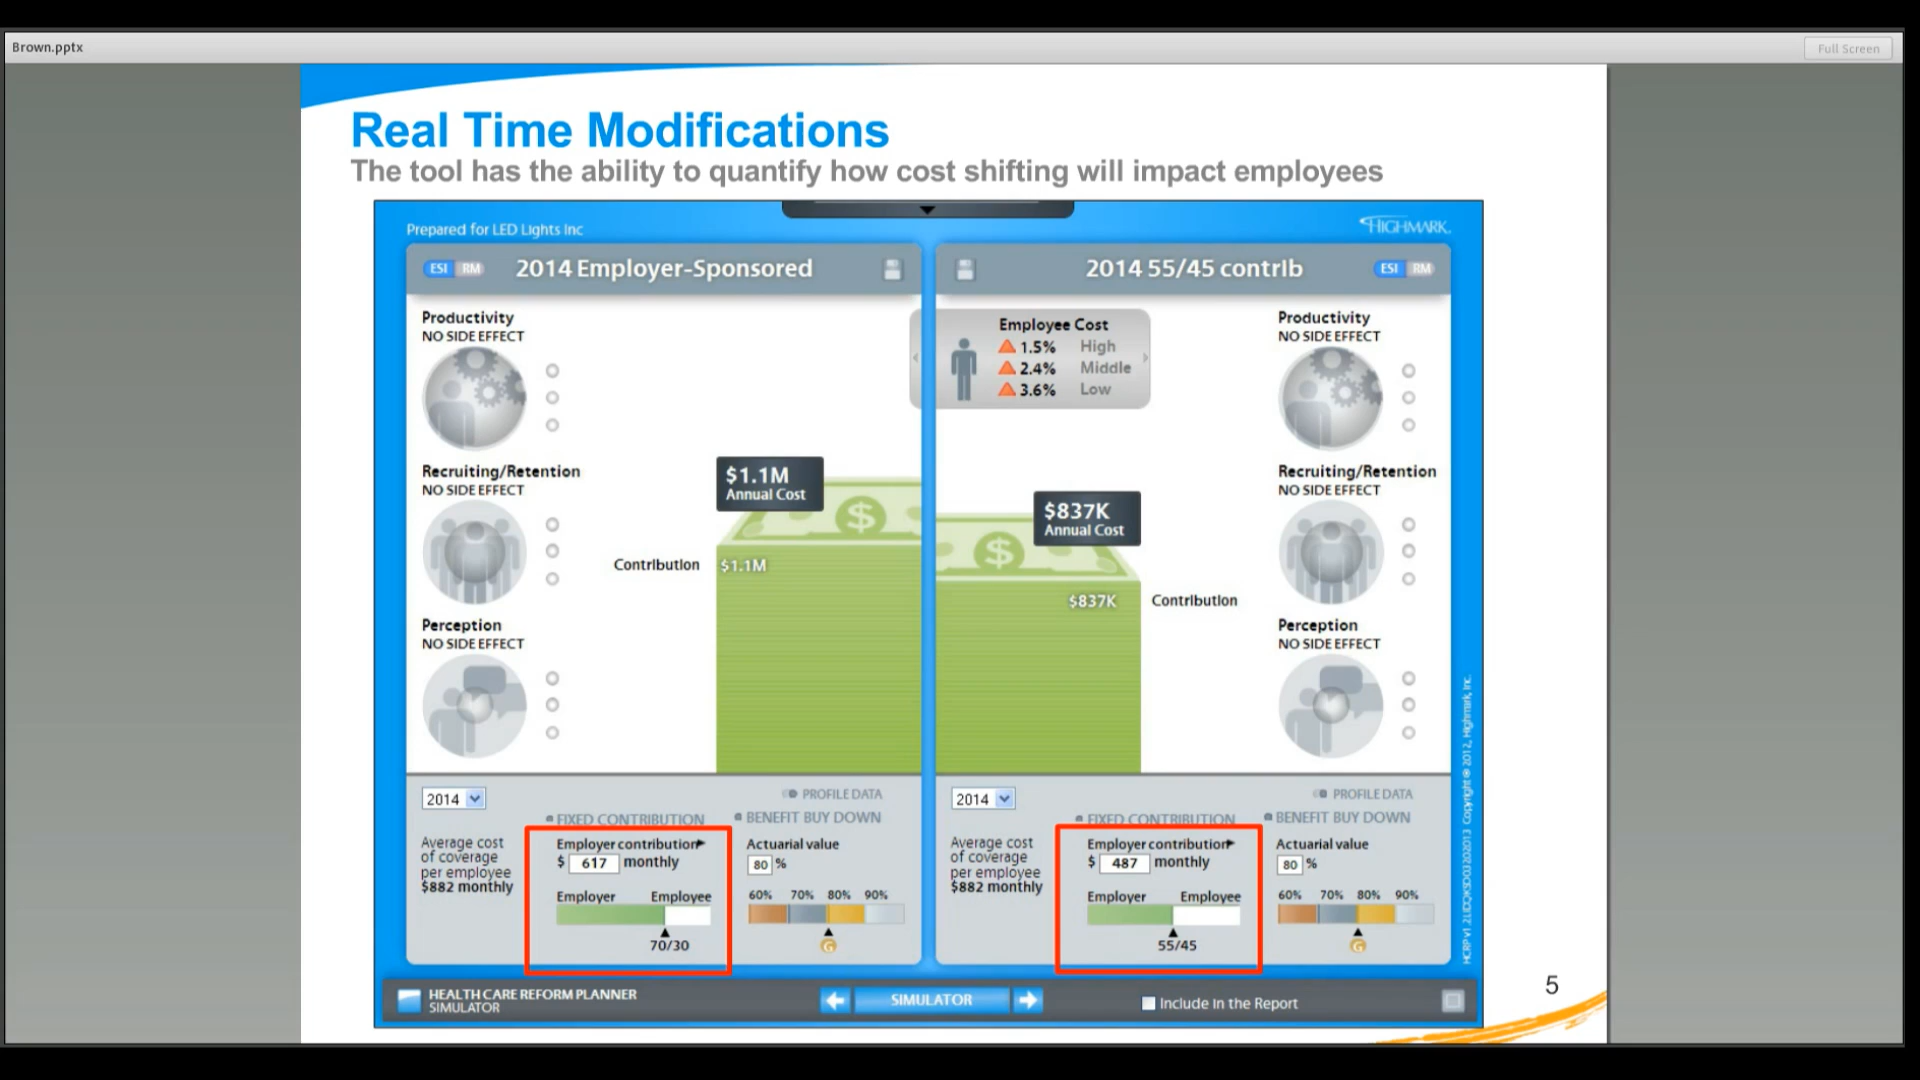 Brown.pptx
Full Screen
Real Time Modifications
The tool has the ability to quantify how cost shifting will impact employees
Prepared for LED Lights Inc
HIGHMARK.
ESI RM
2014 Employer-Sponsored
Productivity
NO SIDE EFFECT
Recruiting/Retention
NO SIDE EFFECT
Perception
NO SIDE EFFECT
$1.1M
Annual Cost
Contribution
$1.1M
2014
PROFILE DATA
FIXED CONTRIBUTION
BENEFIT BUY DOWN
Average cost
of coverage
per employee
$882 monthly
Employer contribution
$ 617 monthly
Employer Employee
70/30
Actuarial value
80 %
60% 70% 80% 90%
G
2014 55/45 contrib
ESI RM
Employee Cost
1.5% High
2.4% Middle
3.6% Low
Productivity
NO SIDE EFFECT
Recruiting/Retention
NO SIDE EFFECT
Perception
NO SIDE EFFECT
$837K
Annual Cost
$837K
Contribution
2014
PROFILE DATA
FIXED CONTRIBUTION
BENEFIT BUY DOWN
Average cost
of coverage
per employee
$882 monthly
Employer contribution
$ 487 monthly
Employer Employee
55/45
Actuarial value
80 %
60% 70% 80% 90%
G
Copyright © 2012, Highmark, Inc.
HEALTH CARE REFORM PLANNER
SIMULATOR
SIMULATOR
Include in the Report
5